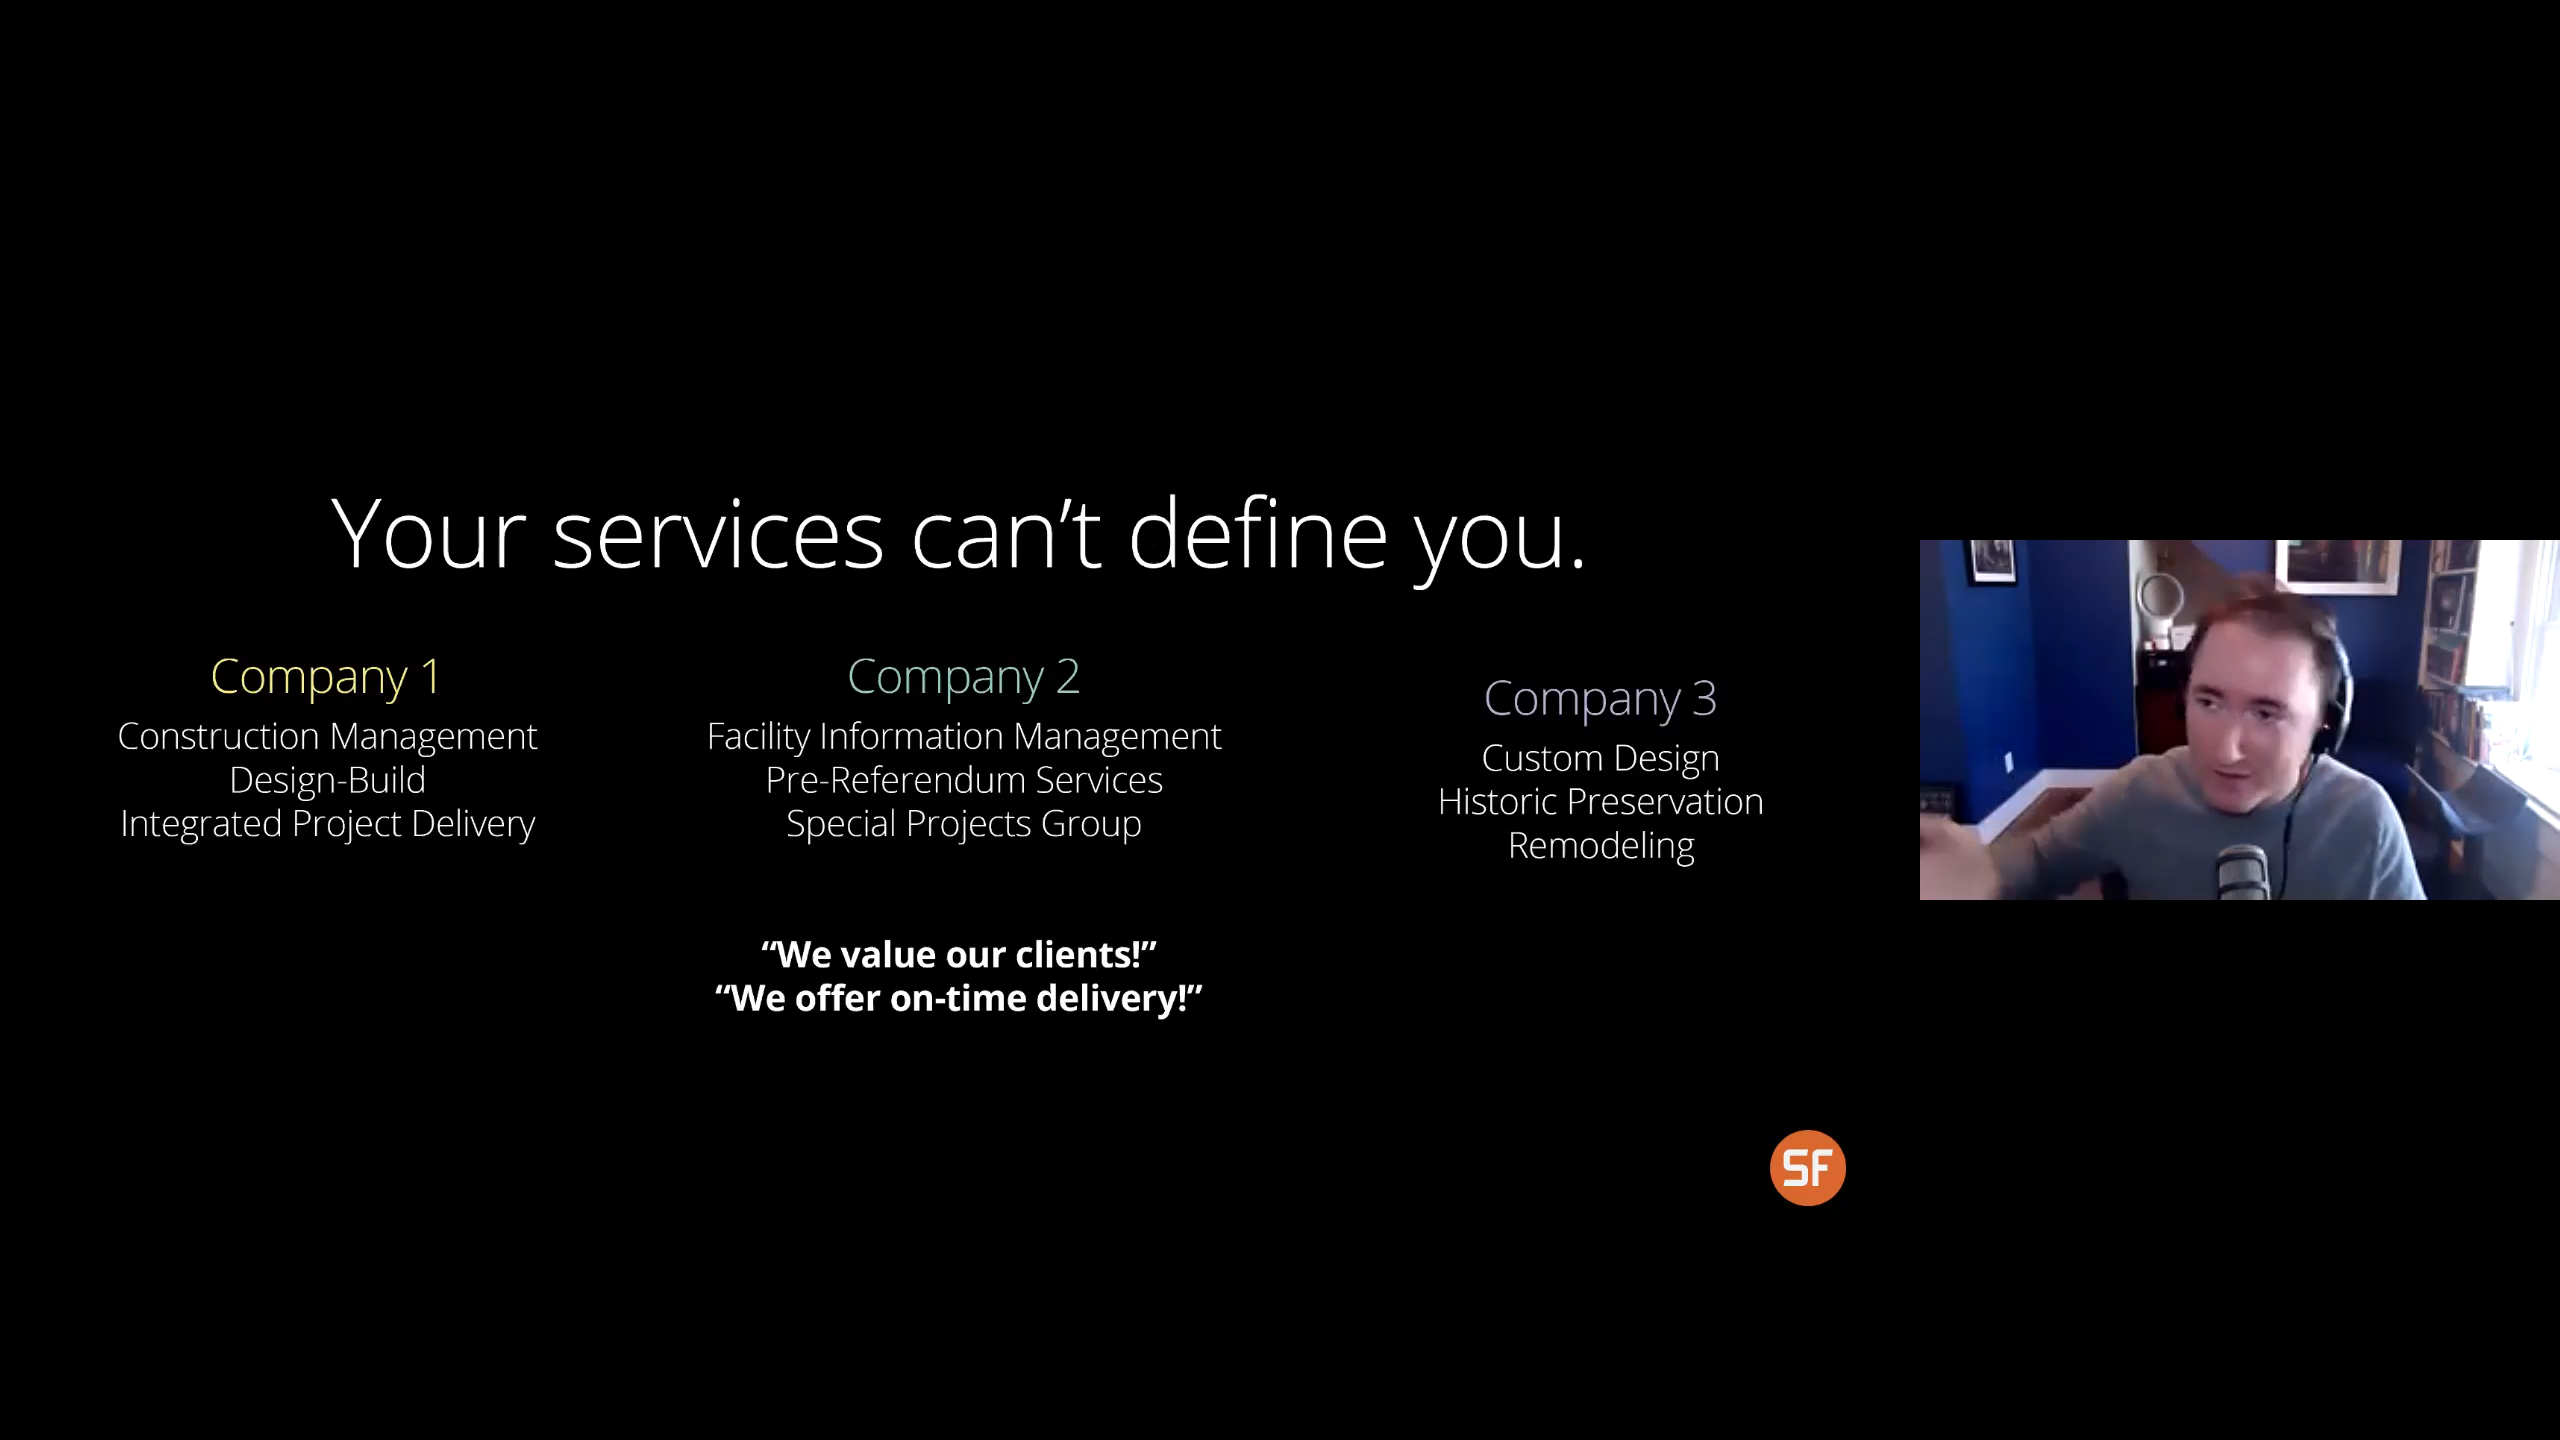 Your services can’t define you.
Company 1
Construction Management
Design-Build
Integrated Project Delivery
Company 2
Facility Information Management
Pre-Referendum Services
Special Projects Group
Company 3
Custom Design
Historic Preservation
Remodeling
“We value our clients!”
“We offer on-time delivery!”
SF